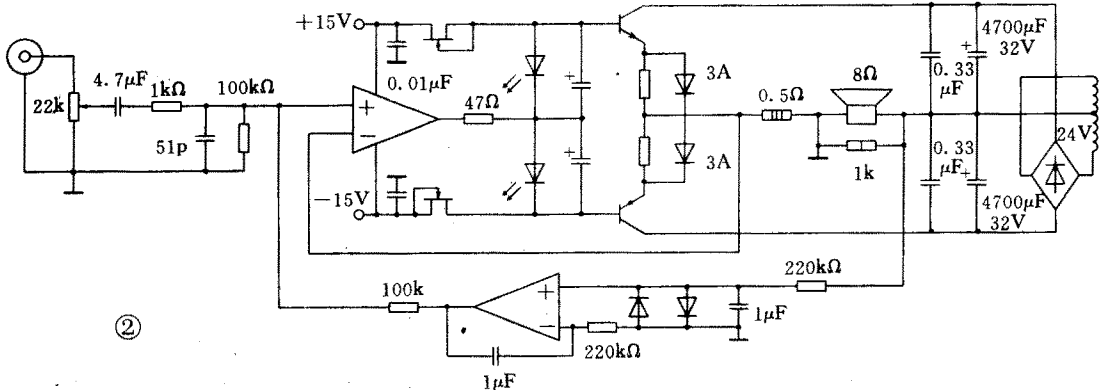 +15V
4700μF
32V
4.7μF
1kΩ
100kΩ
0.01μF
3A
0.33
μF
8Ω
22k
47Ω
0.5Ω
24V
51p
3A
1k
0.33
μF
−15V
4700μF
32V
220kΩ
100k
1μF
②
220kΩ
1μF